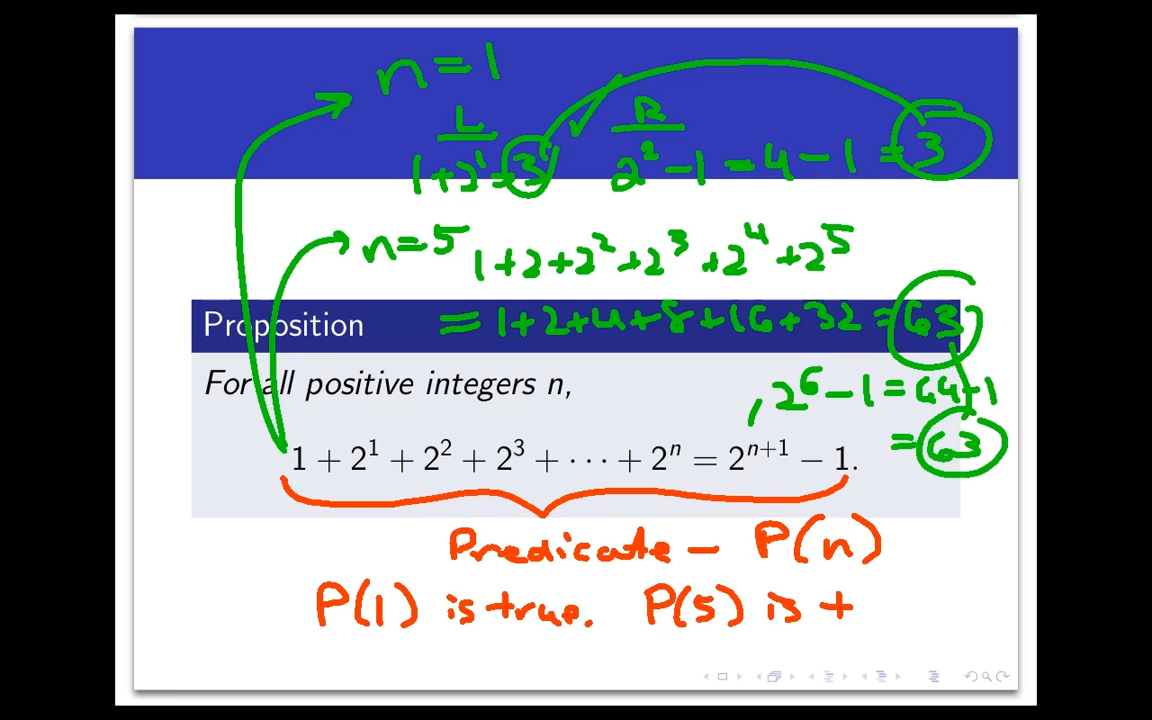 n=1
L R
1+2¹=3 ✓ 2²-1=4-1=3
n=5 1+2+2²+2³+2⁴+2⁵
Proposition =1+2+4+8+16+32=63
For all positive integers n, , 2⁶-1=64-1
=63
1 + 2¹ + 2² + 2³ + ⋯ + 2ⁿ = 2ⁿ⁺¹ − 1.
Predicate - P(n)
P(1) is true. P(5) is t